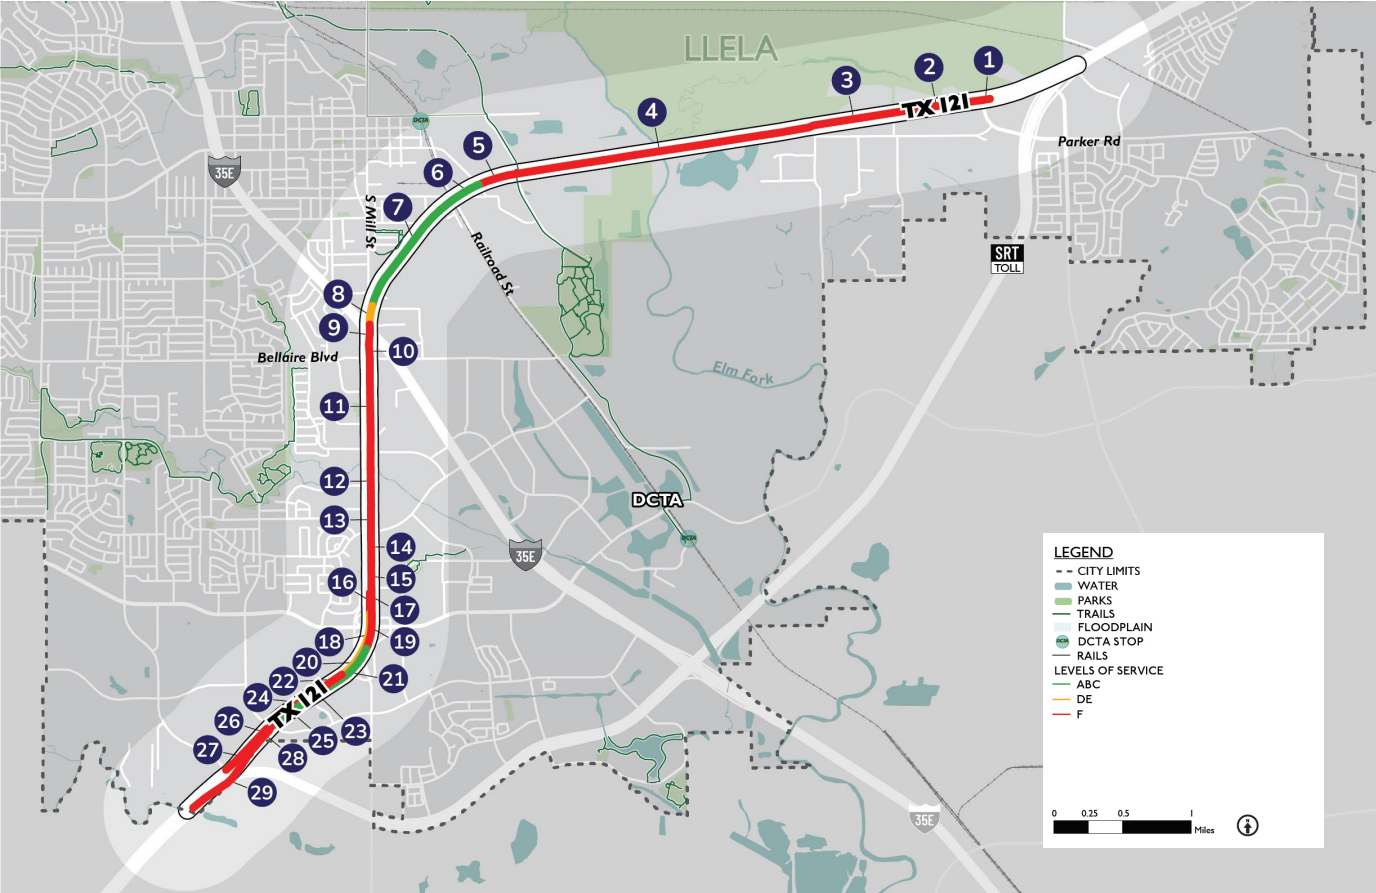 LLELA
1
2
3
TX 121
4
DCTA
Parker Rd
5
6
35E
7
S Mill St
Railroad St
SRT
TOLL
8
9
10
Bellaire Blvd
Elm Fork
11
12
DCTA
13
DCTA
14
35E
15
16
17
18
19
20
21
22
24
TX 121
26
23
25
27
28
29
35E
LEGEND
CITY LIMITS
WATER
PARKS
TRAILS
FLOODPLAIN
DCTA DCTA STOP
RAILS
LEVELS OF SERVICE
ABC
DE
F
0 0.25 0.5 1
Miles
N